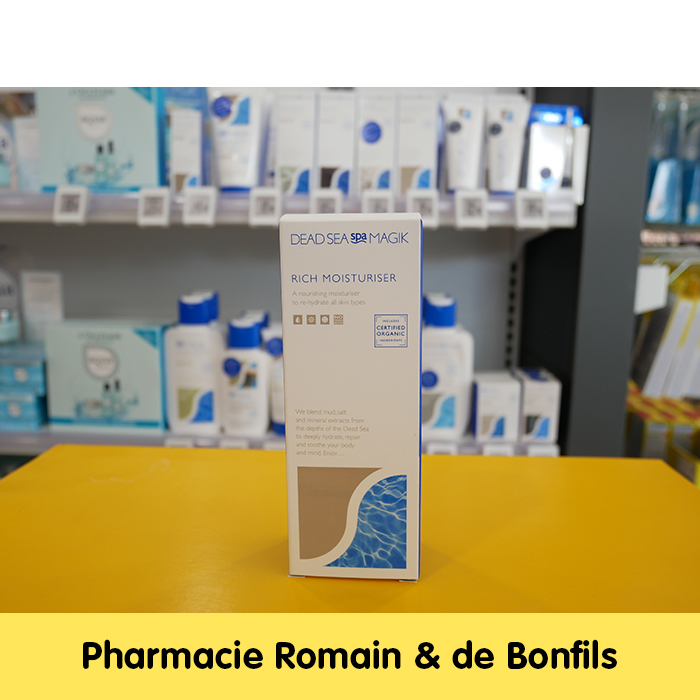 DEAD SEA spa MAGIK
RICH MOISTURISER
A nourishing moisturiser
to re-hydrate all skin types
INCLUDES
CERTIFIED
ORGANIC
INGREDIENTS
We blend mud, salt
and mineral extracts from
the depths of the Dead Sea
to deeply hydrate, repair
and soothe your body
and mind. Enjoy...
Pharmacie Romain & de Bonfils